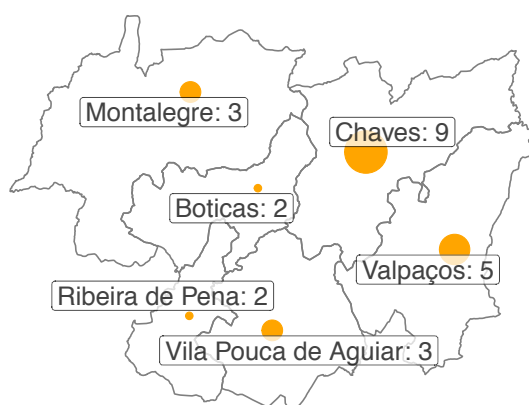 Montalegre: 3
Chaves: 9
Boticas: 2
Valpaços: 5
Ribeira de Pena: 2
Vila Pouca de Aguiar: 3